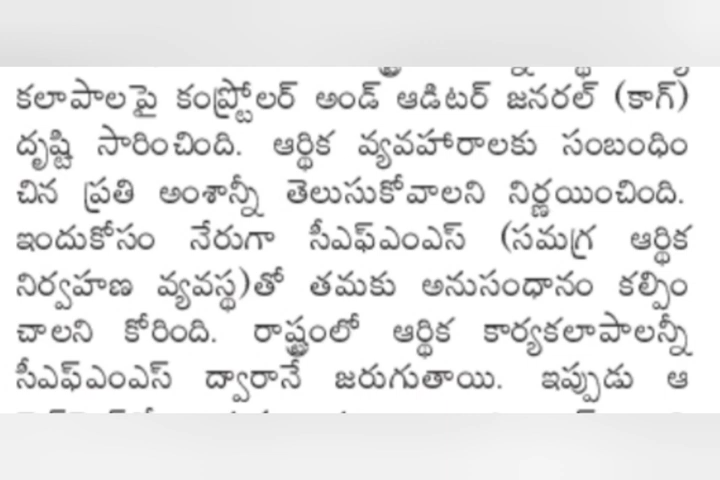 కలాపాలపై కంప్ట్రోలర్ అండ్ ఆడిటర్ జనరల్ (కాగ్)
దృష్టి సారించింది. ఆర్థిక వ్యవహారాలకు సంబంధిం
చిన ప్రతి అంశాన్నీ తెలుసుకోవాలని నిర్ణయించింది.
ఇందుకోసం నేరుగా సీఎఫ్ఎంఎస్ (సమగ్ర ఆర్థిక
నిర్వహణ వ్యవస్థ)తో తమకు అనుసంధానం కల్పిం
చాలని కోరింది. రాష్ట్రంలో ఆర్థిక కార్యకలాపాలన్నీ
సీఎఫ్ఎంఎస్ ద్వారానే జరుగుతాయి. ఇప్పుడు ఆ